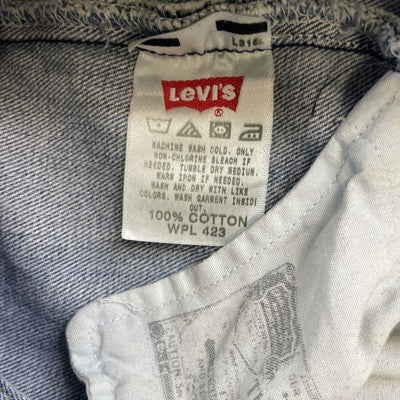 L316
Levi's
MACHINE WASH COLD. ONLY
NON-CHLORINE BLEACH IF
NEEDED. TUMBLE DRY MEDIUM.
WARM IRON IF NEEDED.
WASH AND DRY WITH LIKE
COLORS. WASH GARMENT INSIDE
OUT.
100% COTTON
WPL 423